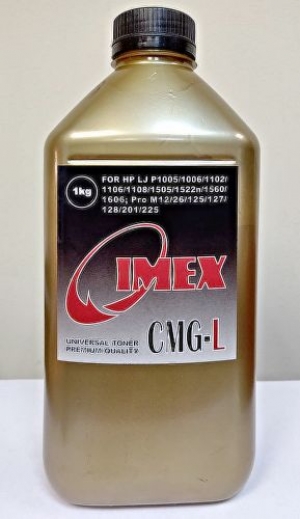 1kg
FOR HP LJ P1005/1006/1102/
1106/1108/1505/1522n/1560/
1606; Pro M12/26/125/127/
128/201/225
IMEX
UNIVERSAL TONER
PREMIUM QUALITY
CMG-L